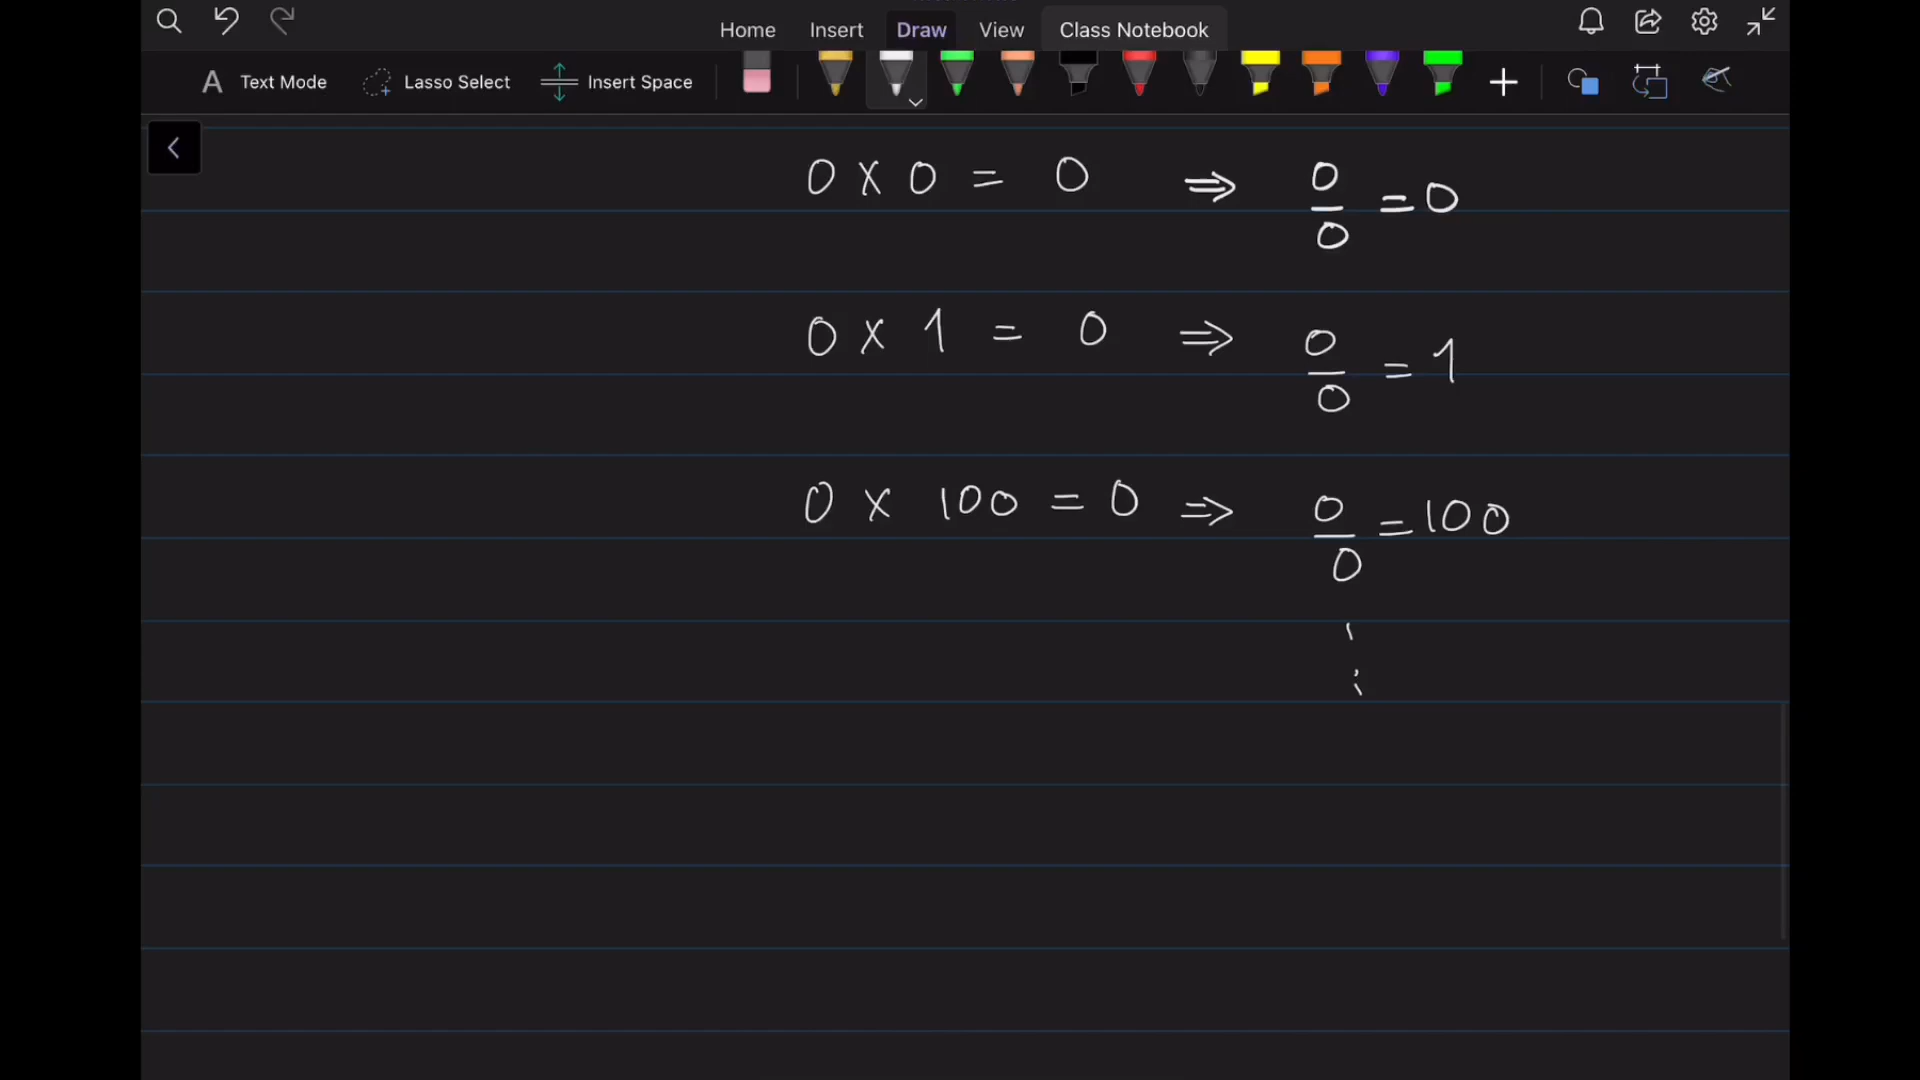 Home Insert Draw View Class Notebook
Text Mode Lasso Select Insert Space
0 x 0 = 0 ⇒ 0/0 = 0
0 x 1 = 0 ⇒ 0/0 = 1
0 x 100 = 0 ⇒ 0/0 = 100
⋮